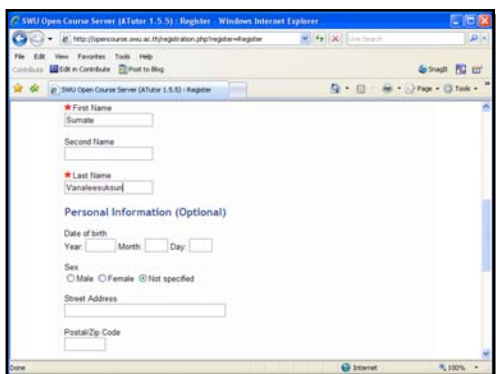 SWU Open Course Server (ATutor 1.5.5) : Register - Windows Internet Explorer
http://opencourse.swu.ac.th/registration.php?register=Register
Live Search
File Edit View Favorites Tools Help
Contribute Edit in Contribute Post to Blog SnagIt
SWU Open Course Server (ATutor 1.5.5) : Register Page Tools
* First Name
Sumate
Second Name
* Last Name
Vanaleesuksun
Personal Information (Optional)
Date of birth
Year: Month: Day:
Sex
Male Female Not specified
Street Address
Postal/Zip Code
Done Internet 100%